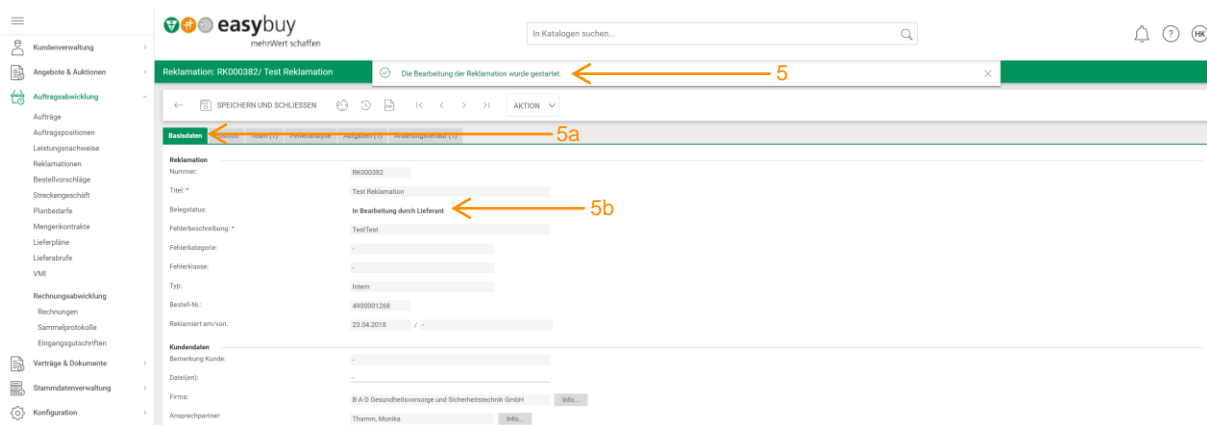 easybuy
mehrWert schaffen
In Katalogen suchen...
HK
Kundenverwaltung
Angebote & Auktionen
Auftragsabwicklung
Aufträge
Auftragspositionen
Leistungsnachweise
Reklamationen
Bestellvorschläge
Streckengeschäft
Planbedarfe
Mengenkontrakte
Lieferpläne
Lieferabrufe
VMI
Rechnungsabwicklung
Rechnungen
Sammelprotokolle
Eingangsgutschriften
Verträge & Dokumente
Stammdatenverwaltung
Konfiguration
Reklamation: RK000382/ Test Reklamation
Die Bearbeitung der Reklamation wurde gestartet.
5
SPEICHERN UND SCHLIESSEN
AKTION
Basisdaten
5a
Reklamation
Nummer: RK000382
Titel: * Test Reklamation
Belegstatus: In Bearbeitung durch Lieferant
5b
Fehlerbeschreibung: * TestTest
Fehlerkategorie: -
Fehlerklasse: -
Typ: Intern
Bestell-Nr.: 4900001268
Reklamiert am/von: 23.04.2018 / -
Kundendaten
Bemerkung Kunde: -
Datei(en): -
Firma: B·A·D Gesundheitsvorsorge und Sicherheitstechnik GmbH Info...
Ansprechpartner: Thamm, Monika Info...